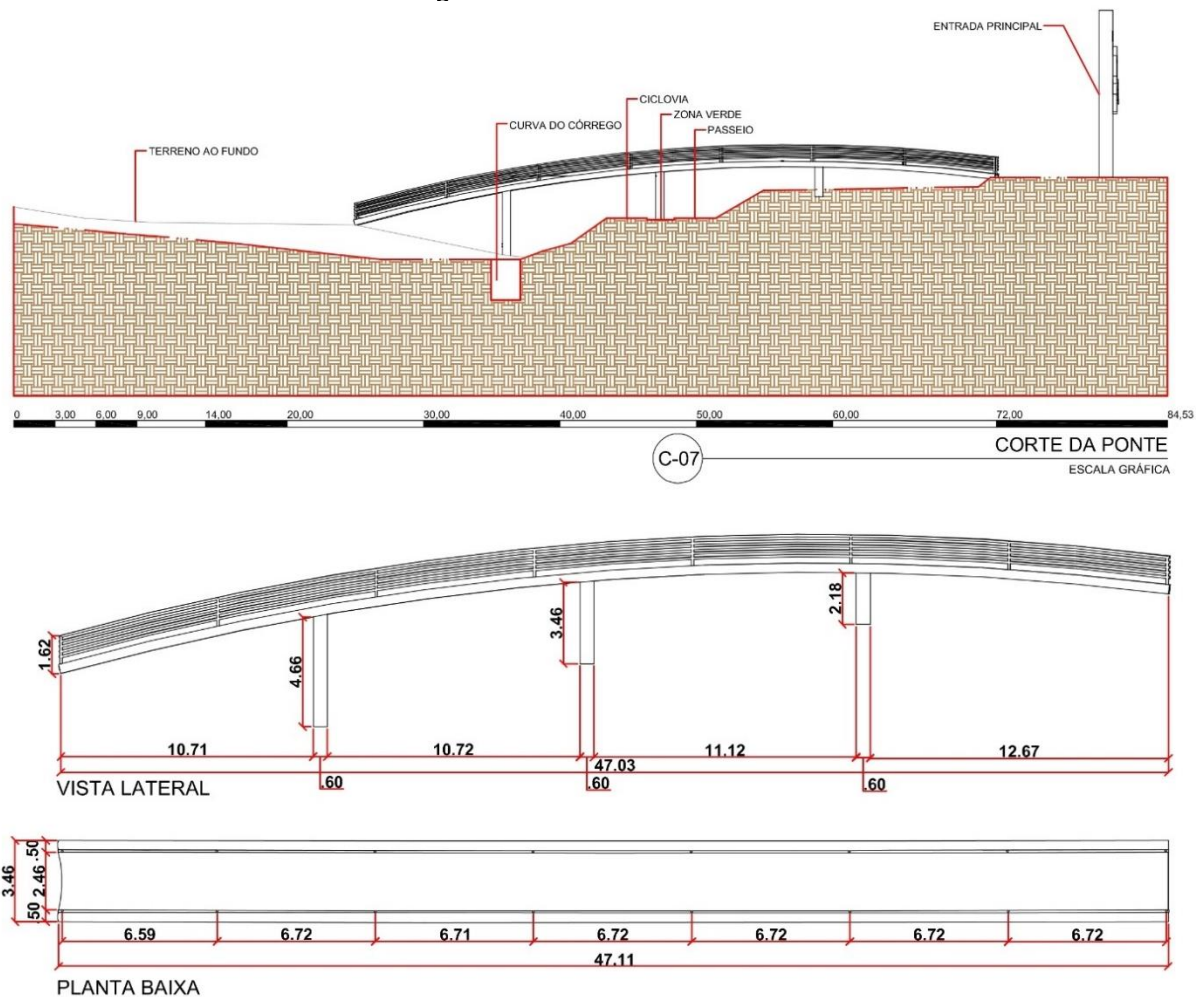 ENTRADA PRINCIPAL
CICLOVIA
ZONA VERDE
CURVA DO CÓRREGO
PASSEIO
TERRENO AO FUNDO
0 3,00 6,00 9,00 14,00 20,00 30,00 40,00 50,00 60,00 72,00 84,53
C-07
CORTE DA PONTE
ESCALA GRÁFICA
1.62
4.66
3.46
2.18
10.71 10.72 11.12 12.67
47.03
.60 .60 .60
VISTA LATERAL
3.46
.50
2.46
.50
6.59 6.72 6.71 6.72 6.72 6.72 6.72
47.11
PLANTA BAIXA